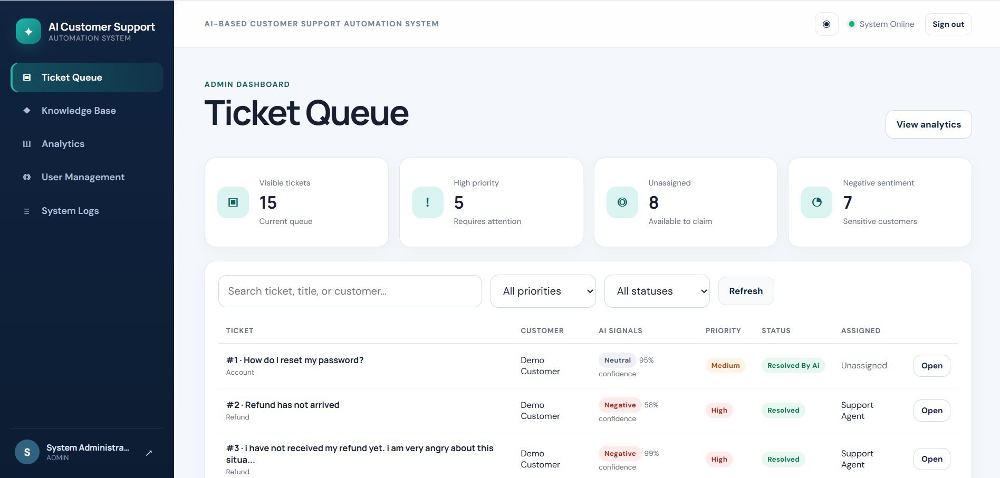 AI Customer Support
AUTOMATION SYSTEM
Ticket Queue
Knowledge Base
Analytics
User Management
System Logs
System Administra...
ADMIN
AI-BASED CUSTOMER SUPPORT AUTOMATION SYSTEM
System Online
Sign out
ADMIN DASHBOARD
Ticket Queue
View analytics
Visible tickets
15
Current queue
High priority
5
Requires attention
Unassigned
8
Available to claim
Negative sentiment
7
Sensitive customers
Search ticket, title, or customer...
All priorities
All statuses
Refresh
TICKET CUSTOMER AI SIGNALS PRIORITY STATUS ASSIGNED
#1 · How do I reset my password?
Account
Demo
Customer
Neutral 95%
confidence
Medium
Resolved By Ai
Unassigned
Open
#2 · Refund has not arrived
Refund
Demo
Customer
Negative 58%
confidence
High
Resolved
Support
Agent
Open
#3 · i have not received my refund yet. i am very angry about this
situa...
Refund
Demo
Customer
Negative 99%
confidence
High
Resolved
Support
Agent
Open